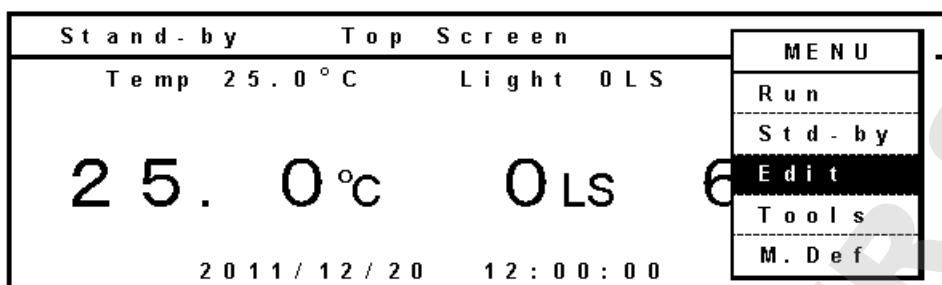 Stand-by Top Screen
MENU
Temp 25.0°C Light 0LS
Run
Std-by
25.0°C 0LS 6
Edit
Tools
M.Def
2011/12/20 12:00:00